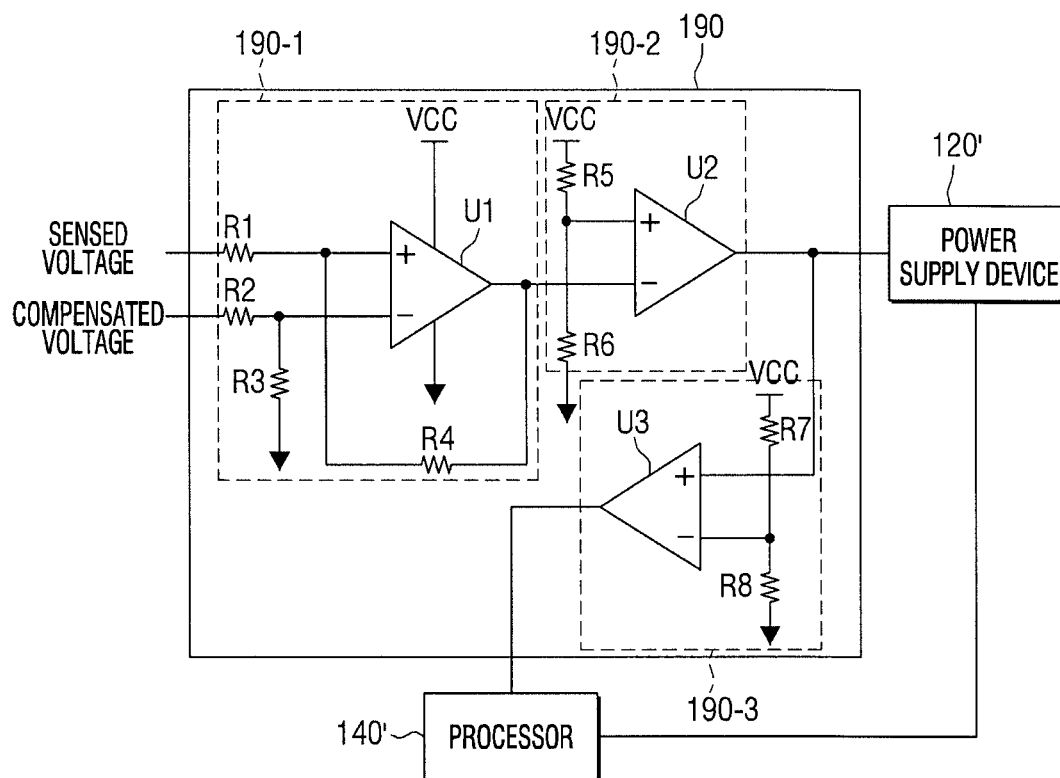 190-1
190-2
190
VCC
VCC
120'
R5
U2
U1
R1
+
SENSED
VOLTAGE
+
POWER
SUPPLY DEVICE
R2
−
−
COMPENSATED
VOLTAGE
R3
R6
VCC
R4
U3
R7
+
−
R8
190-3
140'
PROCESSOR